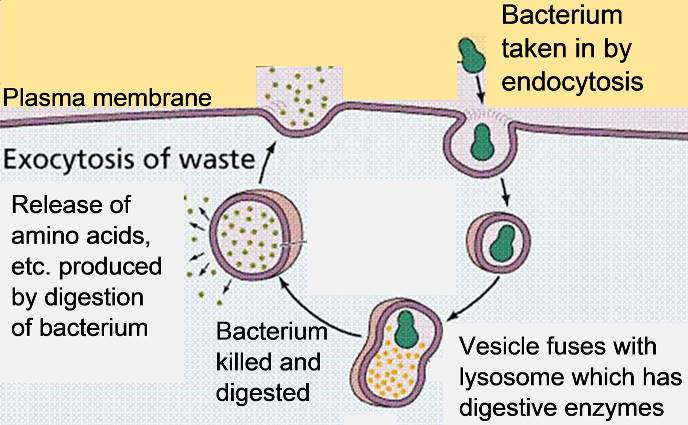 Bacterium
taken in by
endocytosis
Plasma membrane
Exocytosis of waste
Release of
amino acids,
etc. produced
by digestion
of bacterium
Bacterium
killed and
digested
Vesicle fuses with
lysosome which has
digestive enzymes